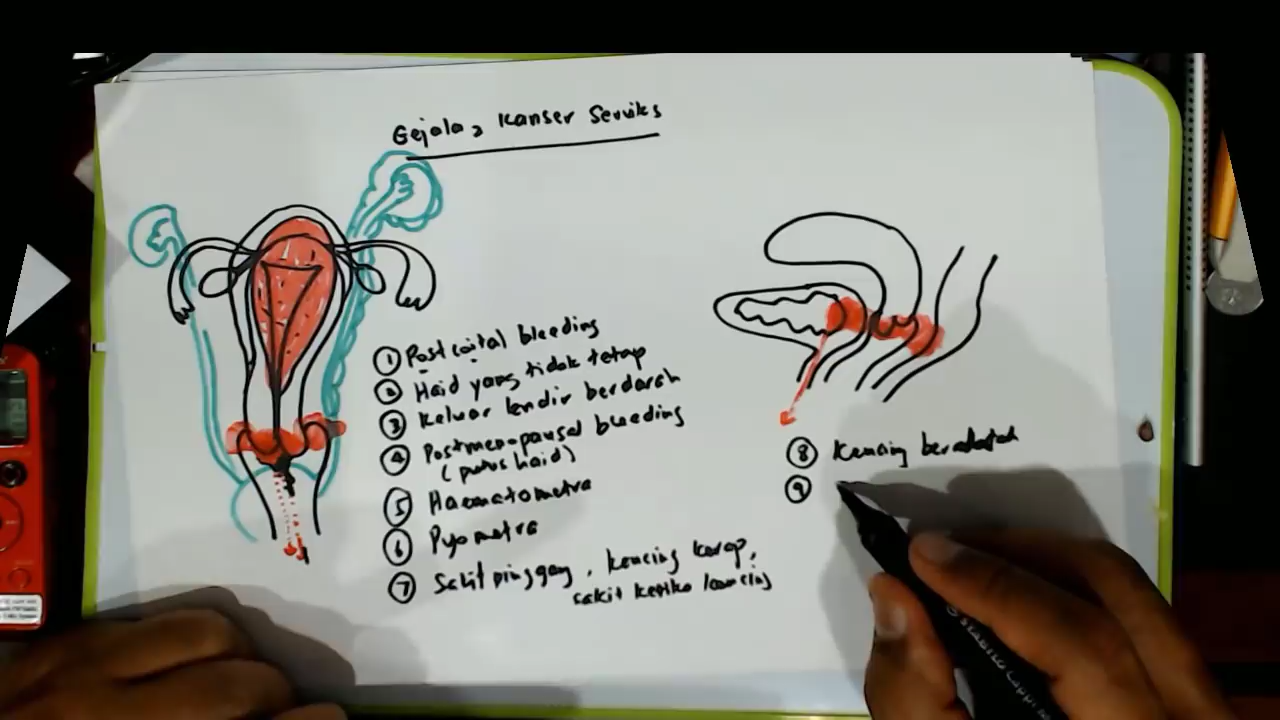 Gejala2 Kanser Serviks
① Post coital bleeding
② Haid yang tidak tetap
③ Keluar lendir berdarah
④ Postmenopausal bleeding
(putus haid)
⑤ Haematometra
⑥ Pyometra
⑦ Sakit pinggang, kencing kerap,
sakit ketika kencing
⑧ Kencing berdarah
⑨